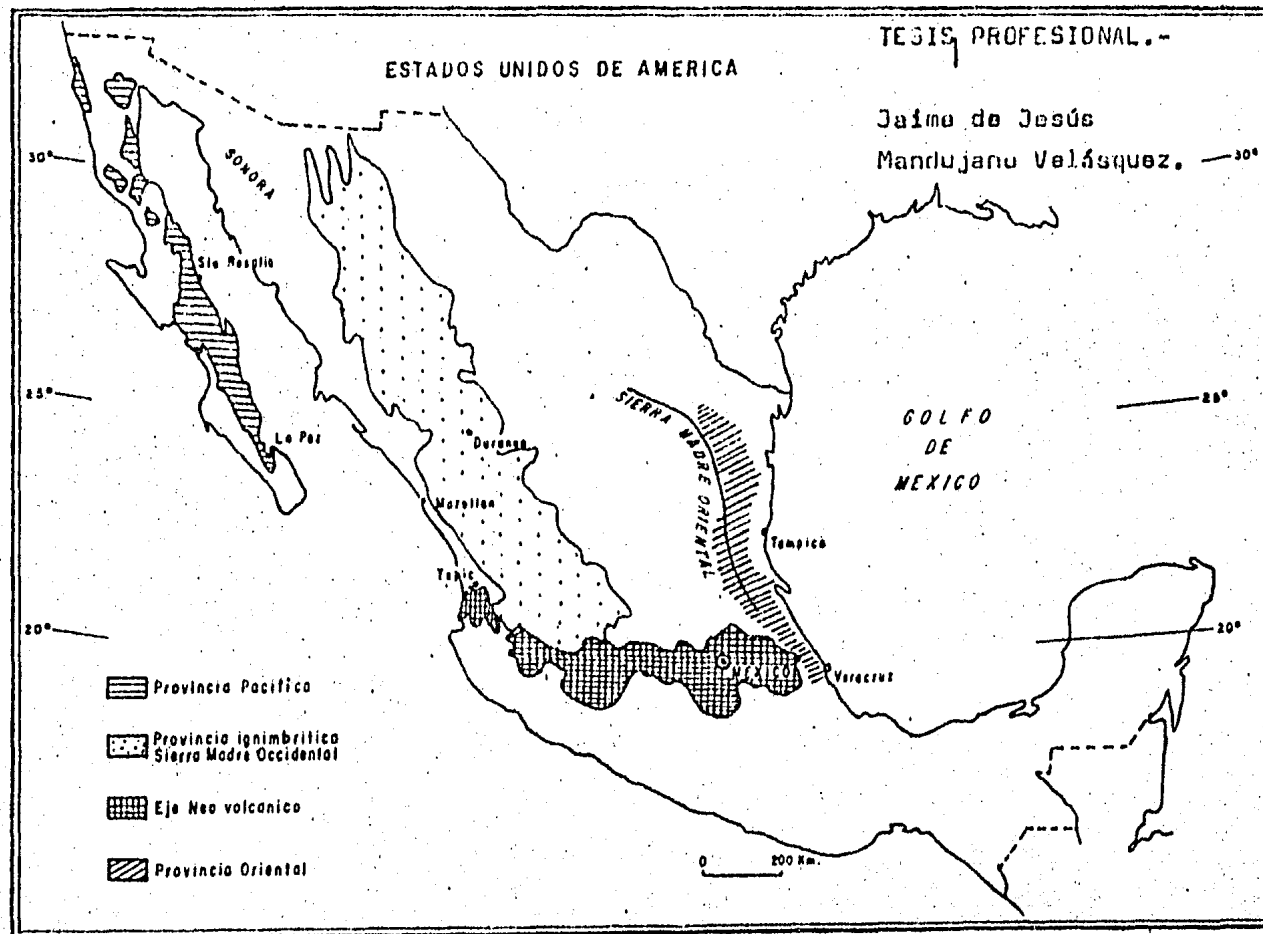 TESIS PROFESIONAL.-
ESTADOS UNIDOS DE AMERICA
Jaime de Jesús
Mandujano Velásquez.
30°
30°
SONORA
Sta Rosalia
25°
25°
La Paz
Durango
SIERRA MADRE ORIENTAL
GOLFO
DE
MEXICO
Mazatlan
Tampico
Tepic
20°
20°
MEXICO
Veracruz
Provincia Pacifica
Provincia ignimbritica
Sierra Madre Occidental
Eje Neo volcanico
Provincia Oriental
0 200 Km.